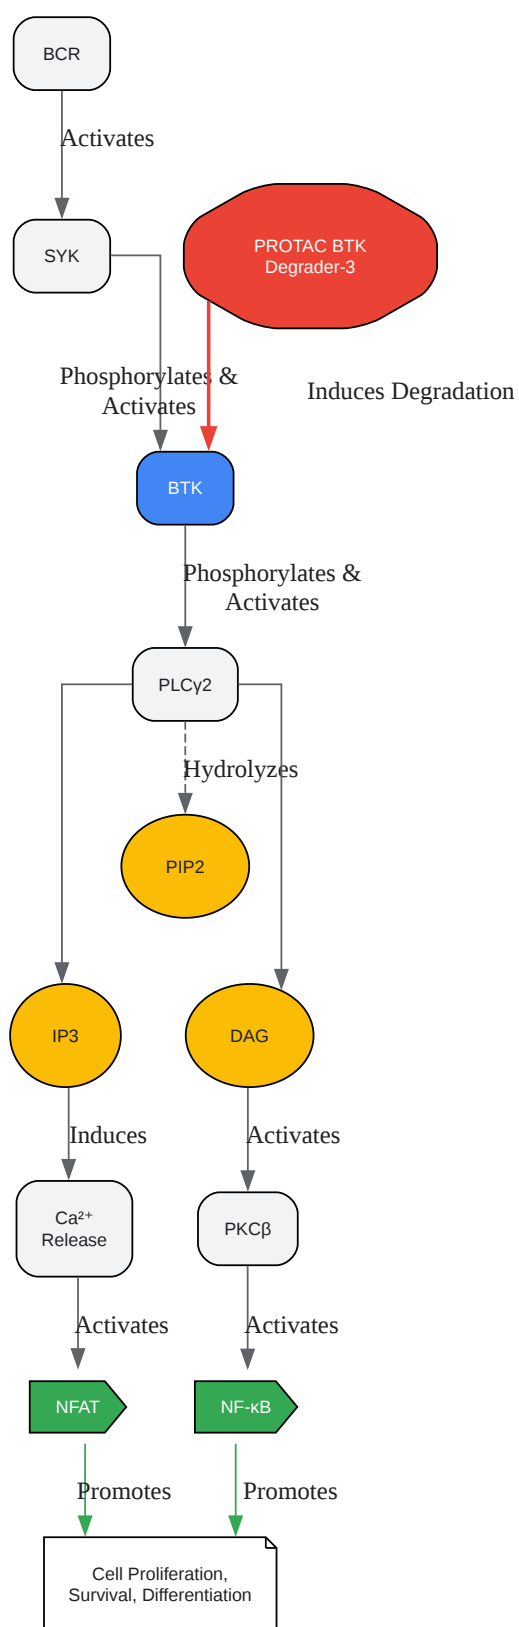 BCR
Activates
SYK
PROTAC BTK
Degrader-3
Phosphorylates &
Activates
Induces Degradation
BTK
Phosphorylates &
Activates
PLCγ2
Hydrolyzes
PIP2
IP3
DAG
Induces
Activates
Ca²⁺
Release
PKCβ
Activates
Activates
NFAT
NF-κB
Promotes
Promotes
Cell Proliferation,
Survival, Differentiation